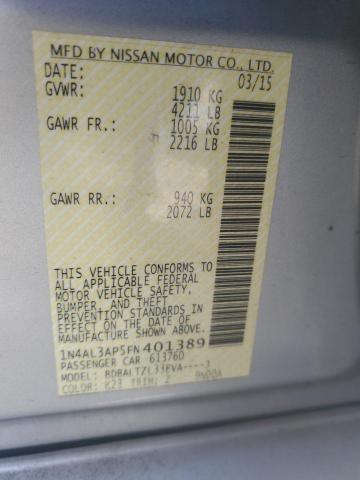 MFD BY NISSAN MOTOR CO., LTD.
DATE: 03/15
GVWR: 1910 KG
4211 LB
GAWR FR.: 1005 KG
2216 LB
GAWR RR.: 940 KG
2072 LB
THIS VEHICLE CONFORMS TO
ALL APPLICABLE FEDERAL
MOTOR VEHICLE SAFETY,
BUMPER, AND THEFT
PREVENTION STANDARDS IN
EFFECT ON THE DATE OF
MANUFACTURE SHOWN ABOVE.
1N4AL3AP5FN401389
PASSENGER CAR 613760
MODEL:
COLOR: K23 TRIM: Z